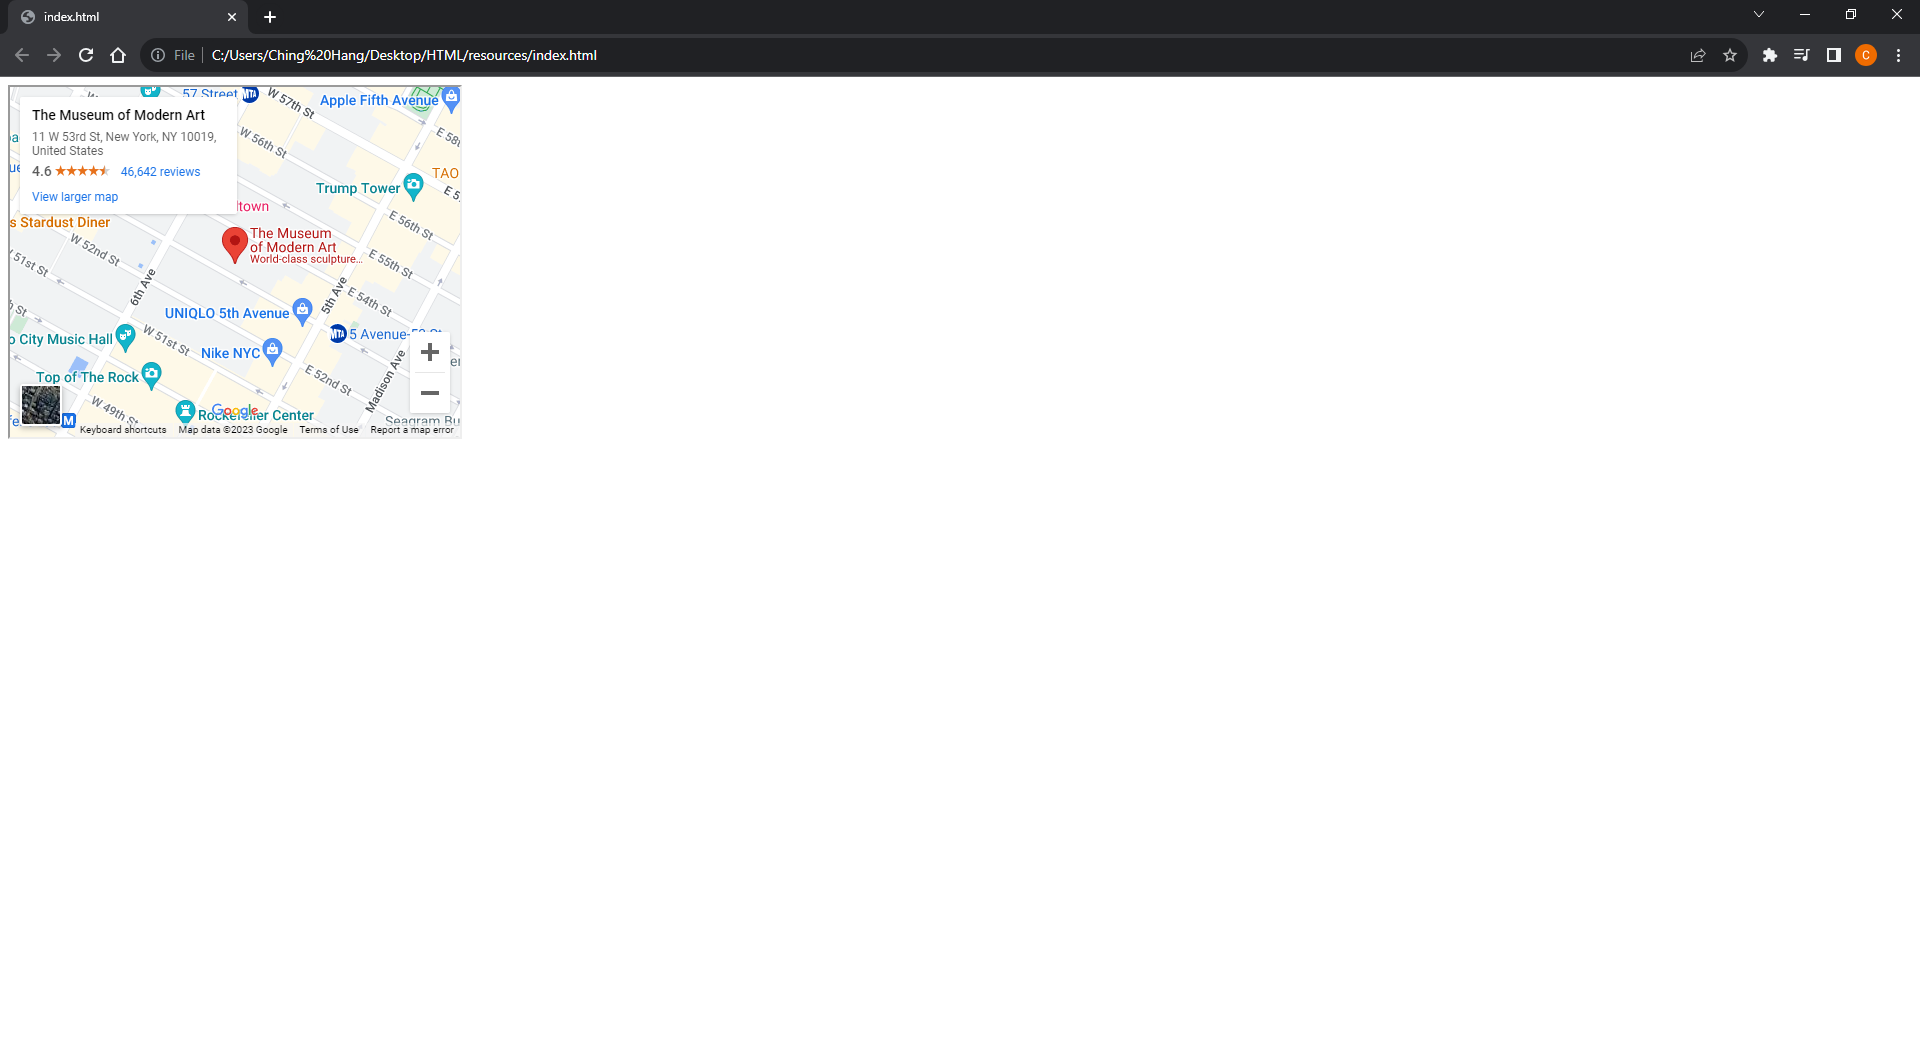 index.html
File
C:/Users/Ching%20Hang/Desktop/HTML/resources/index.html
The Museum of Modern Art
11 W 53rd St, New York, NY 10019,
United States
4.6 46,642 reviews
View larger map
57 Street
MTA
W 57th St
Apple Fifth Avenue
E 58th
W 56th St
TAO
Trump Tower
E 56th St
s Stardust Diner
The Museum
of Modern Art
World-class sculpture...
W 52nd St
51st St
E 55th St
6th Ave
5th Ave
E 54th St
UNIQLO 5th Avenue
MTA
5 Avenue-53 St
City Music Hall
W 51st St
Nike NYC
Top of The Rock
E 52nd St
Madison Ave
W 49th St
Google
Rockefeller Center
Seagram Bu
M
Keyboard shortcuts
Map data ©2023 Google
Terms of Use
Report a map error
C